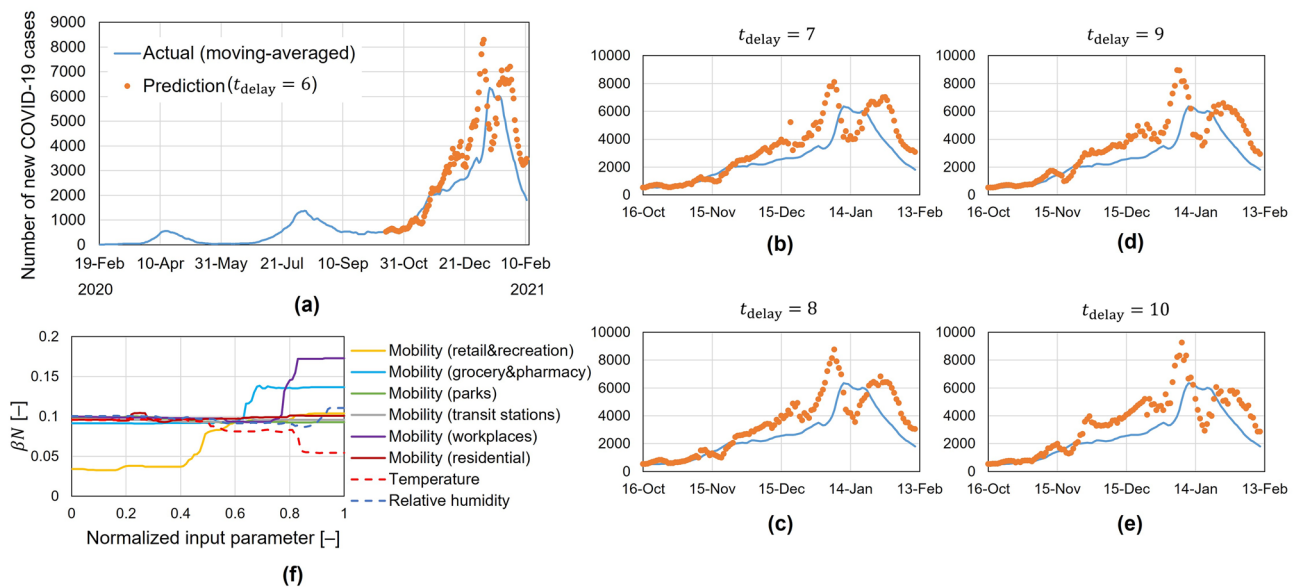 9000
8000
7000
6000
5000
4000
3000
2000
1000
0
Number of new COVID-19 cases
Actual (moving-averaged)
Prediction(t_delay = 6)
19-Feb 10-Apr 31-May 21-Jul 10-Sep 31-Oct 21-Dec 10-Feb
2020 2021
(a)
t_delay = 7
10000
8000
6000
4000
2000
0
16-Oct 15-Nov 15-Dec 14-Jan 13-Feb
(b)
t_delay = 9
10000
8000
6000
4000
2000
0
16-Oct 15-Nov 15-Dec 14-Jan 13-Feb
(d)
t_delay = 8
10000
8000
6000
4000
2000
0
16-Oct 15-Nov 15-Dec 14-Jan 13-Feb
(c)
t_delay = 10
10000
8000
6000
4000
2000
0
16-Oct 15-Nov 15-Dec 14-Jan 13-Feb
(e)
0.2
0.15
0.1
0.05
0
βN [–]
0 0.2 0.4 0.6 0.8 1
Normalized input parameter [–]
Mobility (retail&recreation)
Mobility (grocery&pharmacy)
Mobility (parks)
Mobility (transit stations)
Mobility (workplaces)
Mobility (residential)
Temperature
Relative humidity
(f)